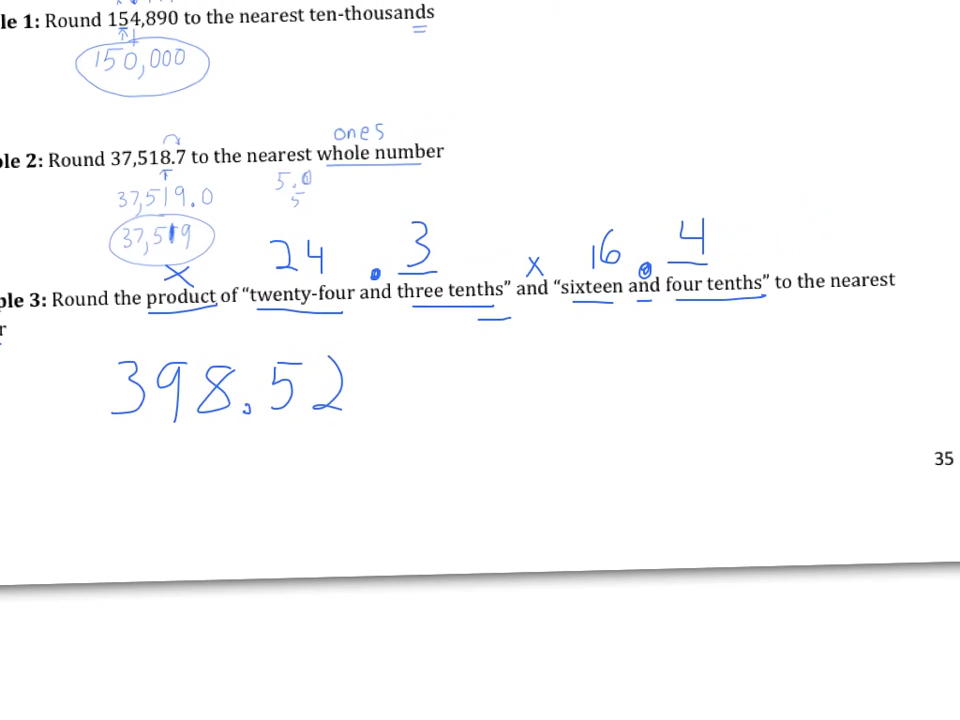 le 1: Round 154,890 to the nearest ten-thousands
150,000
ones
ole 2: Round 37,518.7 to the nearest whole number
37,519.0 5.0
5
37,519
x 24 . 3 x 16 . 4
ple 3: Round the product of “twenty-four and three tenths” and “sixteen and four tenths” to the nearest
r
398.52
35